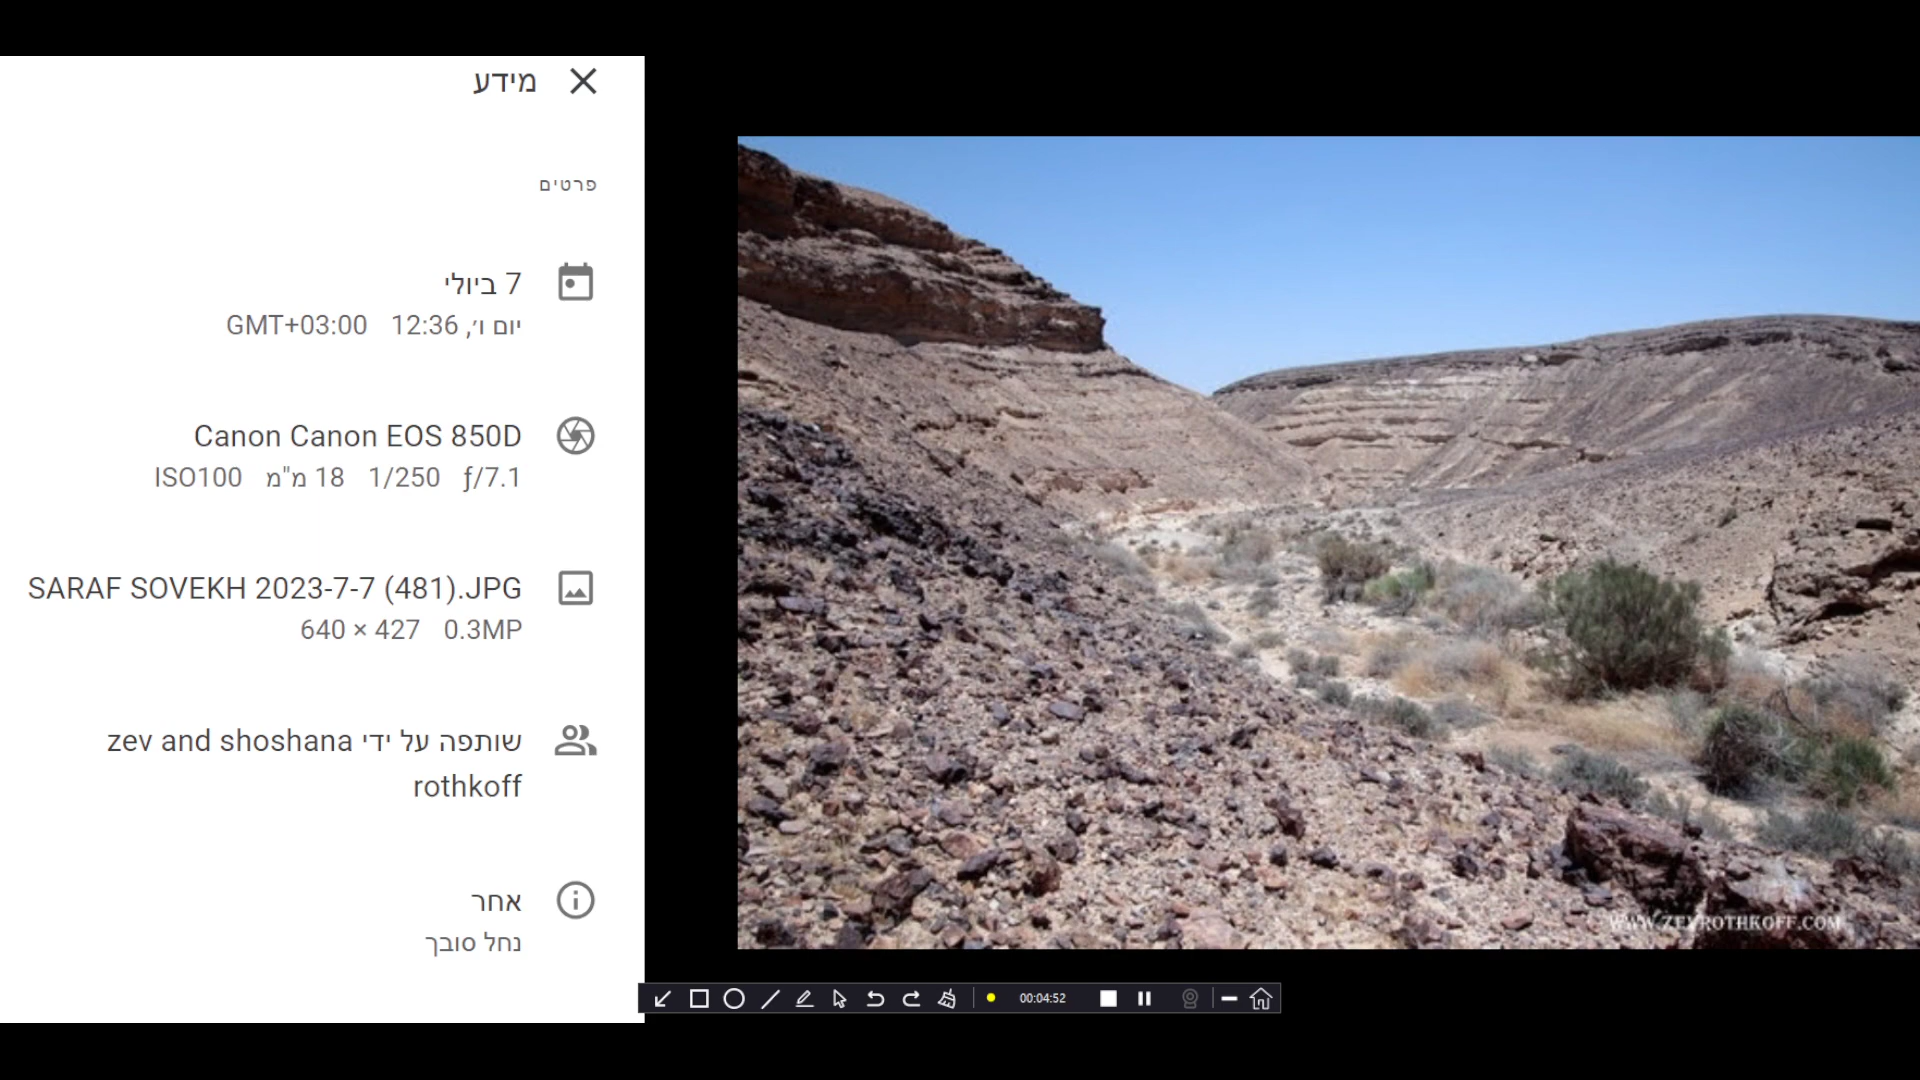 מידע
פרטים
7 ביולי
יום ו׳, 12:36 GMT+03:00
Canon Canon EOS 850D
ƒ/7.1 1/250 18 מ"מ ISO100
SARAF SOVEKH 2023-7-7 (481).JPG
0.3MP 640 × 427
שותפה על ידי zev and shoshana
rothkoff
אחר
נחל סובך
WWW.ZEVROTHKOFF.COM
00:04:52